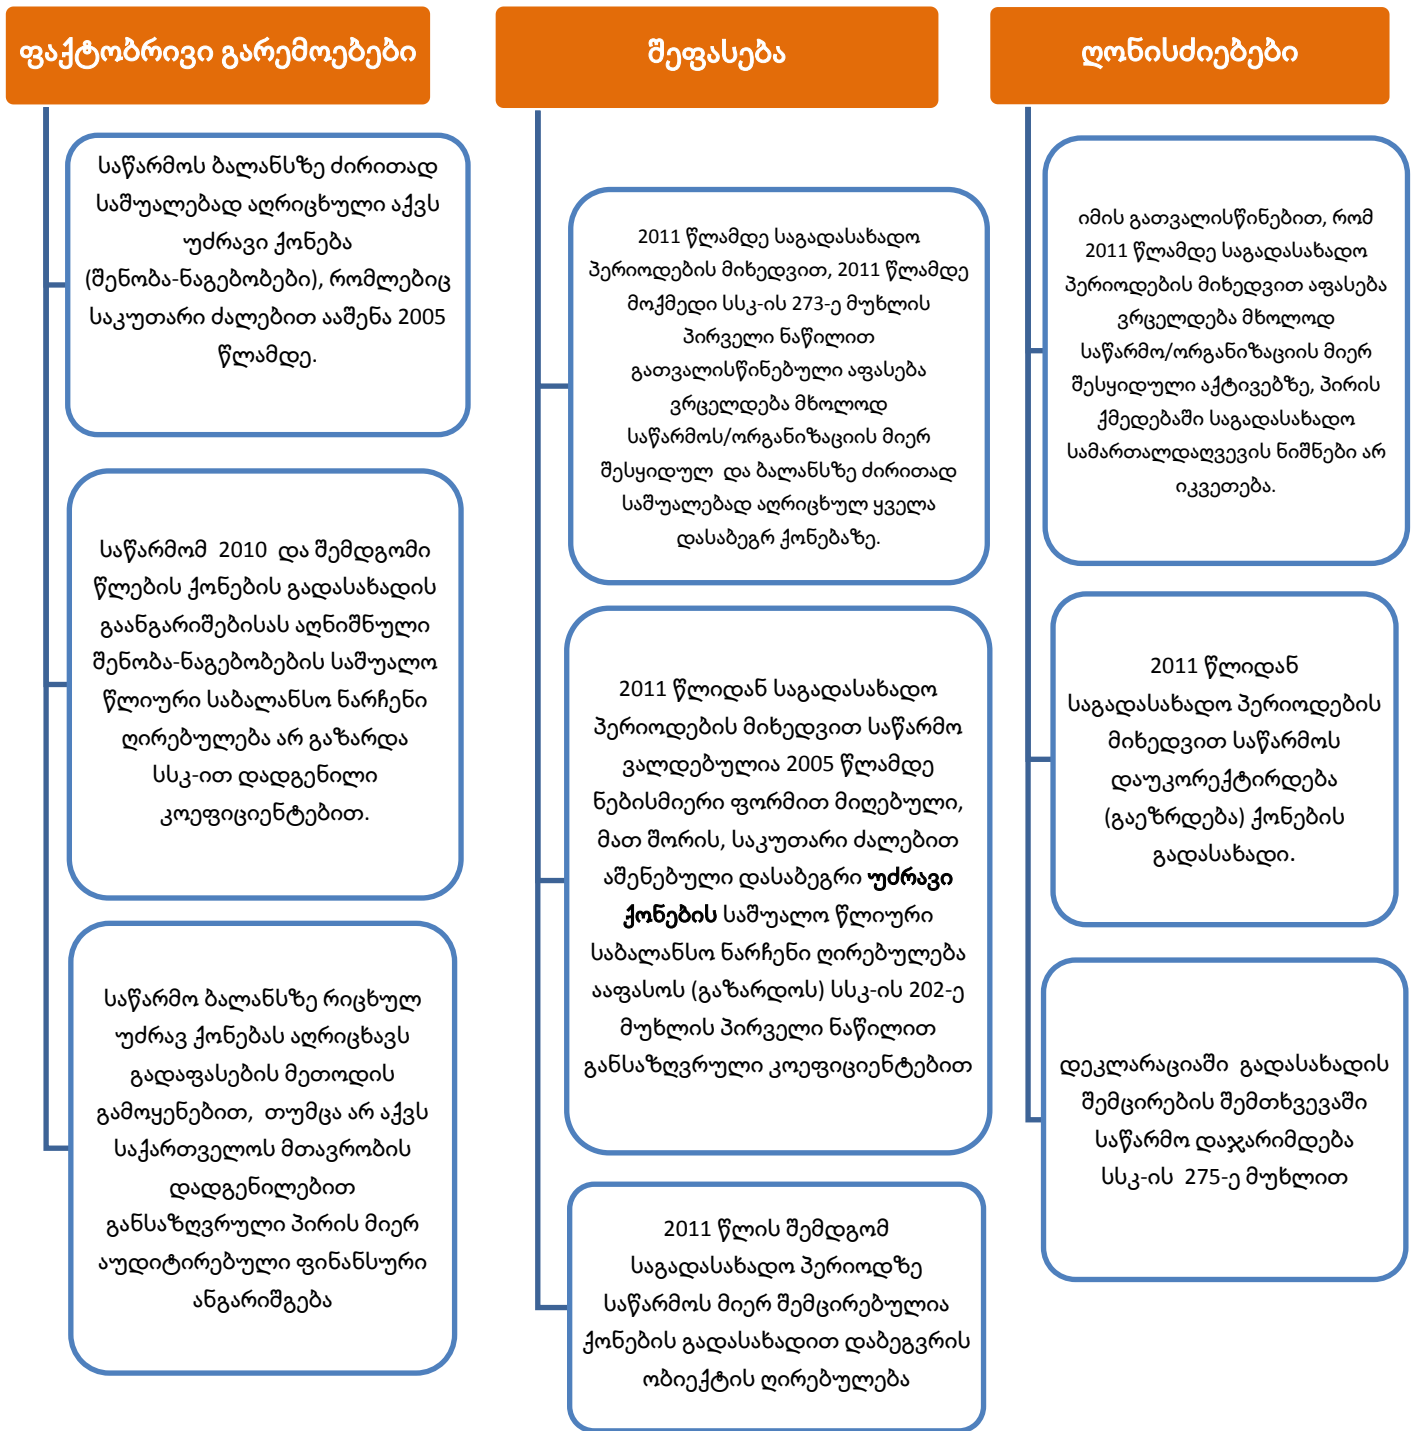 ფაქტობრივი გარემოებები
საწარმოს ბალანსზე ძირითად
საშუალებად აღრიცხული აქვს
უძრავი ქონება
(შენობა-ნაგებობები), რომლებიც
საკუთარი ძალებით ააშენა 2005
წლამდე.
საწარმომ 2010 და შემდგომი
წლების ქონების გადასახადის
გაანგარიშებისას აღნიშნული
შენობა-ნაგებობების საშუალო
წლიური საბალანსო ნარჩენი
ღირებულება არ გაზარდა
სსკ-ით დადგენილი
კოეფიციენტებით.
საწარმო ბალანსზე რიცხულ
უძრავ ქონებას აღრიცხავს
გადაფასების მეთოდის
გამოყენებით, თუმცა არ აქვს
საქართველოს მთავრობის
დადგენილებით
განსაზღვრული პირის მიერ
აუდიტირებული ფინანსური
ანგარიშგება
შეფასება
2011 წლამდე საგადასახადო
პერიოდების მიხედვით, 2011 წლამდე
მოქმედი სსკ-ის 273-ე მუხლის
პირველი ნაწილით
გათვალისწინებული აფასება
ვრცელდება მხოლოდ
საწარმოს/ორგანიზაციის მიერ
შესყიდულ და ბალანსზე ძირითად
საშუალებად აღრიცხულ ყველა
დასაბეგრ ქონებაზე.
2011 წლიდან საგადასახადო
პერიოდების მიხედვით საწარმო
ვალდებულია 2005 წლამდე
ნებისმიერი ფორმით მიღებული,
მათ შორის, საკუთარი ძალებით
აშენებული დასაბეგრი უძრავი
ქონების საშუალო წლიური
საბალანსო ნარჩენი ღირებულება
ააფასოს (გაზარდოს) სსკ-ის 202-ე
მუხლის პირველი ნაწილით
განსაზღვრული კოეფიციენტებით
2011 წლის შემდგომ
საგადასახადო პერიოდზე
საწარმოს მიერ შემცირებულია
ქონების გადასახადით დაბეგვრის
ობიექტის ღირებულება
ღონისძიებები
იმის გათვალისწინებით, რომ
2011 წლამდე საგადასახადო
პერიოდების მიხედვით აფასება
ვრცელდება მხოლოდ
საწარმო/ორგანიზაციის მიერ
შესყიდული აქტივებზე, პირის
ქმედებაში საგადასახადო
სამართალდაღვევის ნიშნები არ
იკვეთება.
2011 წლიდან
საგადასახადო პერიოდების
მიხედვით საწარმოს
დაუკორექტირდება
(გაეზრდება) ქონების
გადასახადი.
დეკლარაციაში გადასახადის
შემცირების შემთხვევაში
საწარმო დაჯარიმდება
სსკ-ის 275-ე მუხლით